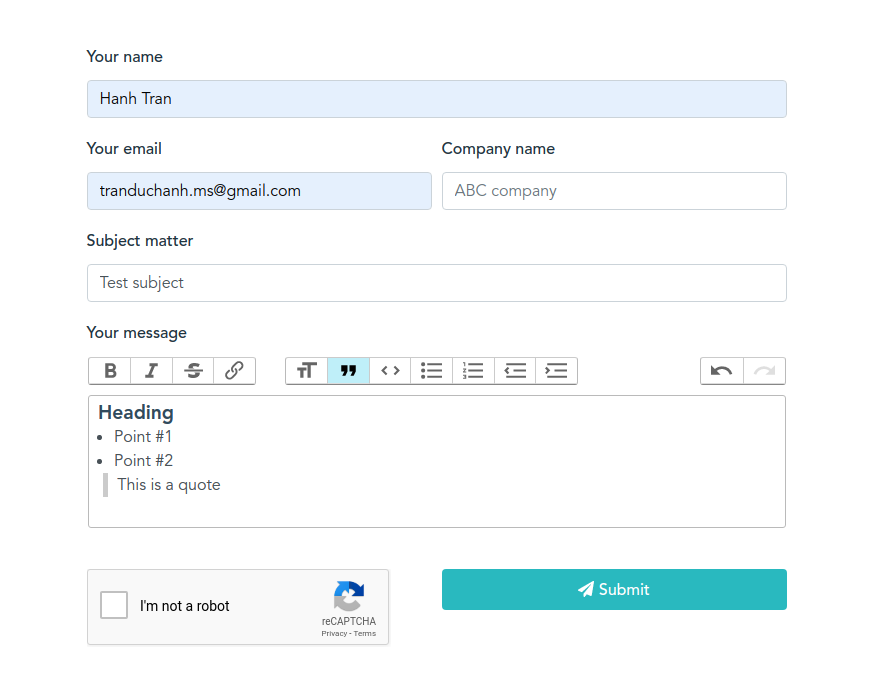 Your name
Hanh Tran
Your email
Company name
tranduchanh.ms@gmail.com
ABC company
Subject matter
Test subject
Your message
B I S
Heading
Point #1
Point #2
This is a quote
I'm not a robot
reCAPTCHA
Privacy - Terms
Submit